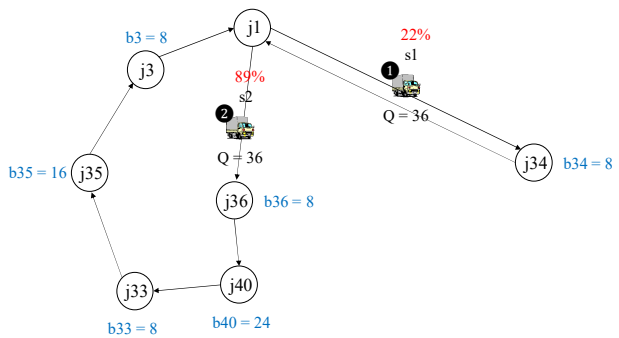 j1
b3 = 8
22%
s1
j3
1
89%
s2
2
Q = 36
Q = 36
j34
b34 = 8
b35 = 16
j35
j36
b36 = 8
j33
j40
b33 = 8
b40 = 24